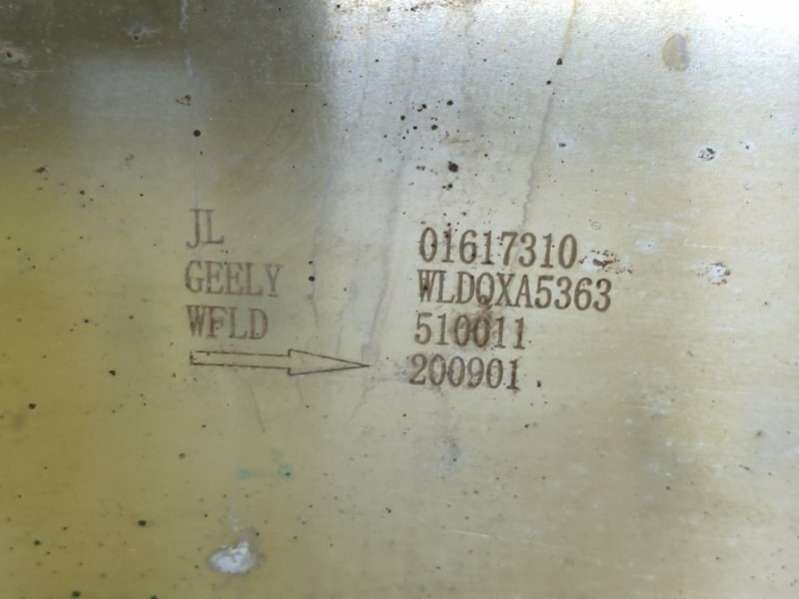 JL
GEELY
WFLD
01617310
WLDQXA5363
510011
200901